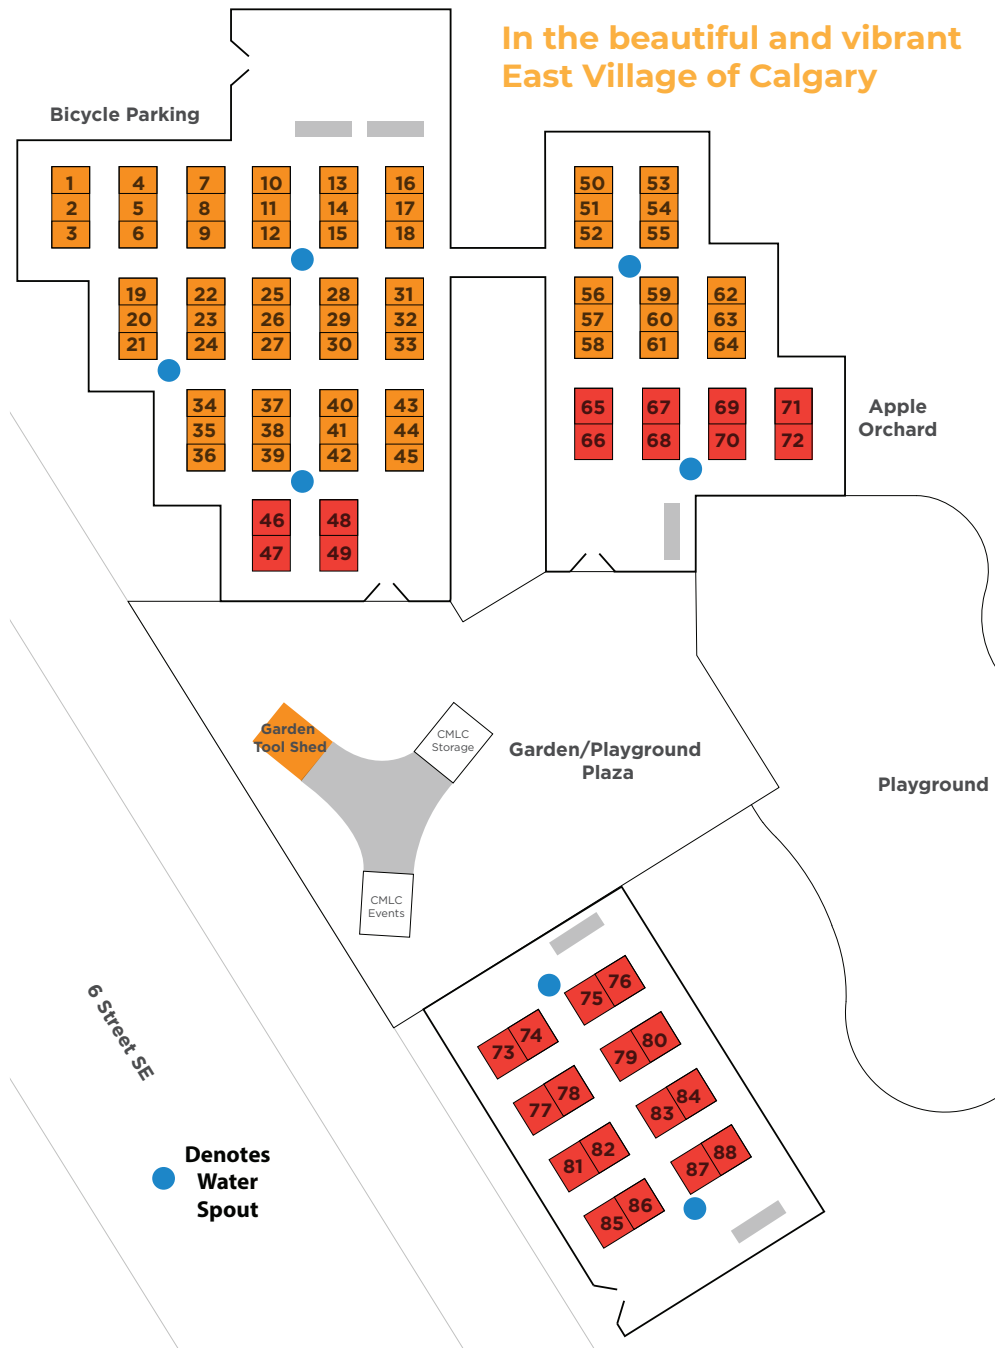 In the beautiful and vibrant
East Village of Calgary
Bicycle Parking
1 4 7 10 13 16
2 5 8 11 14 17
3 6 9 12 15 18
50 53
51 54
52 55
19 22 25 28 31
20 23 26 29 32
21 24 27 30 33
56 59 62
57 60 63
58 61 64
34 37 40 43
35 38 41 44
36 39 42 45
65 67 69 71
66 68 70 72
Apple
Orchard
46 48
47 49
Garden
Tool Shed
CMLC
Storage
Garden/Playground
Plaza
Playground
CMLC
Events
75 76
73 74
79 80
77 78
83 84
81 82
87 88
85 86
6 Street SE
Denotes
Water
Spout